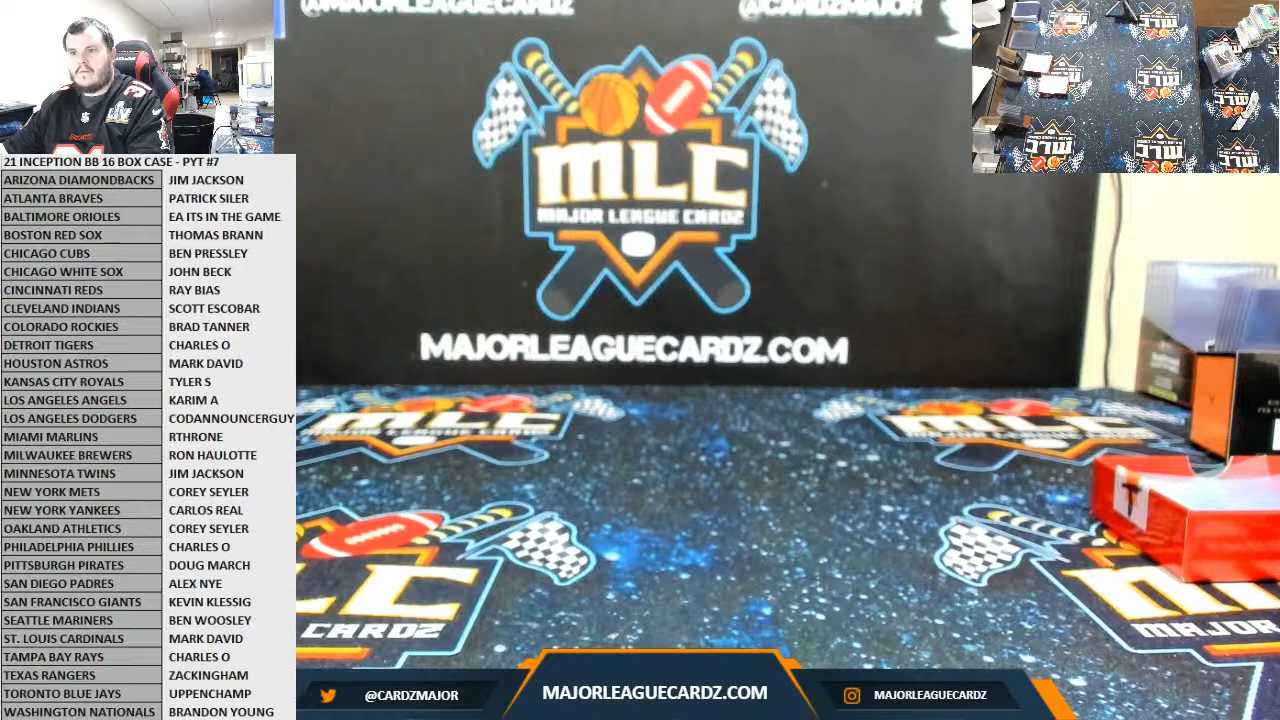 @MAJORLEAGUECARDZ
@CARDZMAJOR
21 INCEPTION BB 16 BOX CASE - PYT #7
ARIZONA DIAMONDBACKS JIM JACKSON
ATLANTA BRAVES PATRICK SILER
BALTIMORE ORIOLES EA ITS IN THE GAME
BOSTON RED SOX THOMAS BRANN
CHICAGO CUBS BEN PRESSLEY
CHICAGO WHITE SOX JOHN BECK
CINCINNATI REDS RAY BIAS
CLEVELAND INDIANS SCOTT ESCOBAR
COLORADO ROCKIES BRAD TANNER
DETROIT TIGERS CHARLES O
HOUSTON ASTROS MARK DAVID
KANSAS CITY ROYALS TYLER S
LOS ANGELES ANGELS KARIM A
LOS ANGELES DODGERS CODANNOUNCERGUY
MIAMI MARLINS RTHRONE
MILWAUKEE BREWERS RON HAULOTTE
MINNESOTA TWINS JIM JACKSON
NEW YORK METS COREY SEYLER
NEW YORK YANKEES CARLOS REAL
OAKLAND ATHLETICS COREY SEYLER
PHILADELPHIA PHILLIES CHARLES O
PITTSBURGH PIRATES DOUG MARCH
SAN DIEGO PADRES ALEX NYE
SAN FRANCISCO GIANTS KEVIN KLESSIG
SEATTLE MARINERS BEN WOOSLEY
ST. LOUIS CARDINALS MARK DAVID
TAMPA BAY RAYS CHARLES O
TEXAS RANGERS ZACKINGHAM
TORONTO BLUE JAYS UPPENCHAMP
WASHINGTON NATIONALS BRANDON YOUNG
MLC
MAJOR LEAGUE CARDZ
MAJORLEAGUECARDZ.COM
MLC
MLC
LC
CARDZ
MAJOR
@CARDZMAJOR
MAJORLEAGUECARDZ.COM
MAJORLEAGUECARDZ